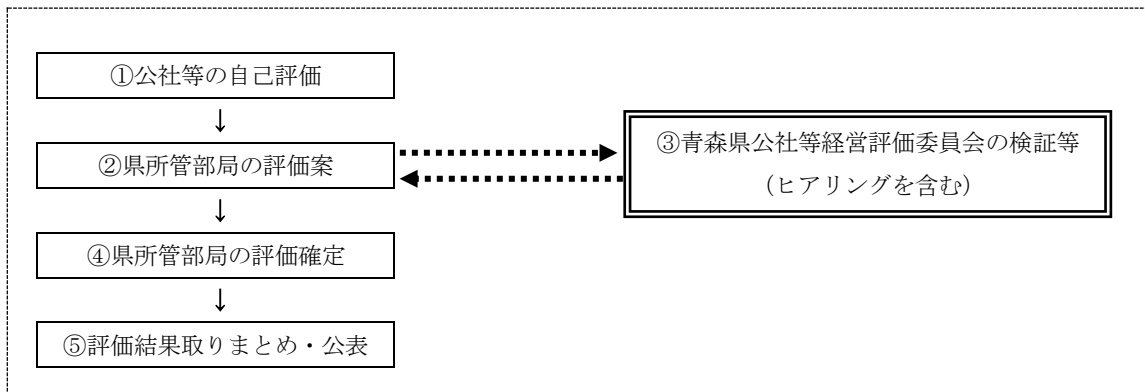 ①公社等の自己評価
↓
②県所管部局の評価案
③青森県公社等経営評価委員会の検証等
（ヒアリングを含む）
↓
④県所管部局の評価確定
↓
⑤評価結果取りまとめ・公表